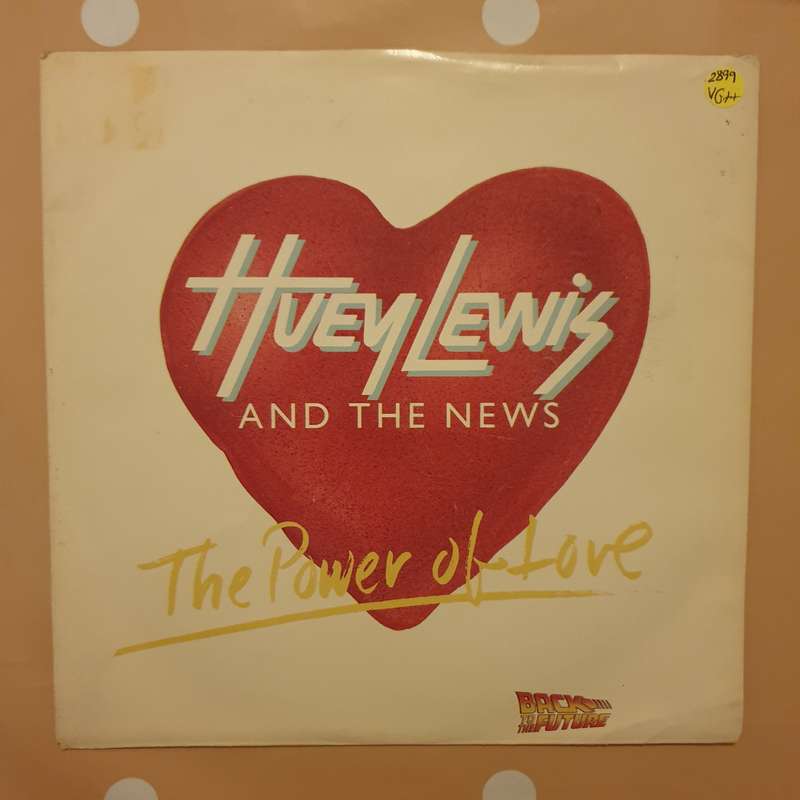 2899
VG++
HUEY LEWIS
AND THE NEWS
The Power of Love
BACK
TO
THE FUTURE